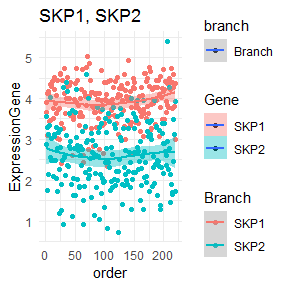 SKP1, SKP2
ExpressionGene
5
4
3
2
1
0
50
100
150
200
order
branch
Branch
Gene
SKP1
SKP2
Branch
SKP1
SKP2